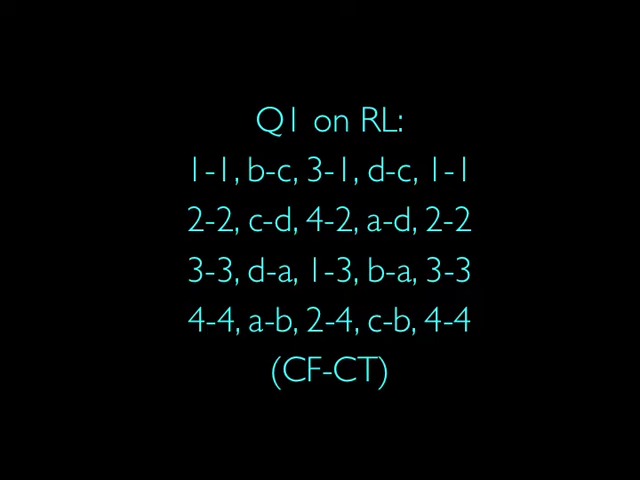 Q1 on RL:
1-1, b-c, 3-1, d-c, 1-1
2-2, c-d, 4-2, a-d, 2-2
3-3, d-a, 1-3, b-a, 3-3
4-4, a-b, 2-4, c-b, 4-4
(CF-CT)